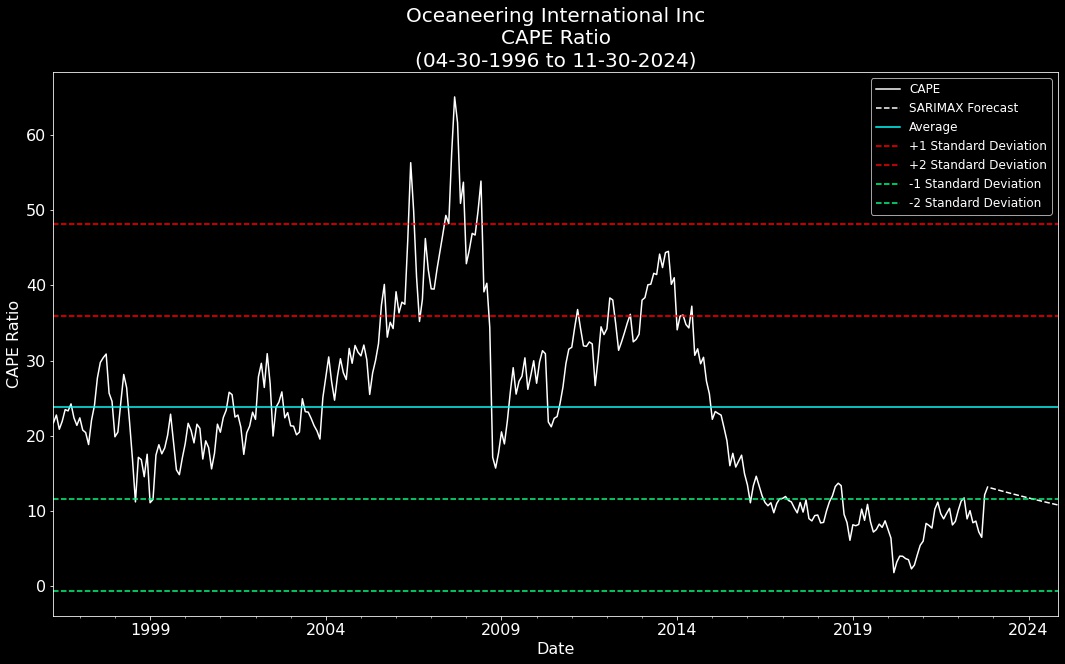 Oceaneering International Inc
CAPE Ratio
(04-30-1996 to 11-30-2024)
CAPE
SARIMAX Forecast
Average
+1 Standard Deviation
+2 Standard Deviation
-1 Standard Deviation
-2 Standard Deviation
CAPE Ratio
60
50
40
30
20
10
0
1999 2004 2009 2014 2019 2024
Date